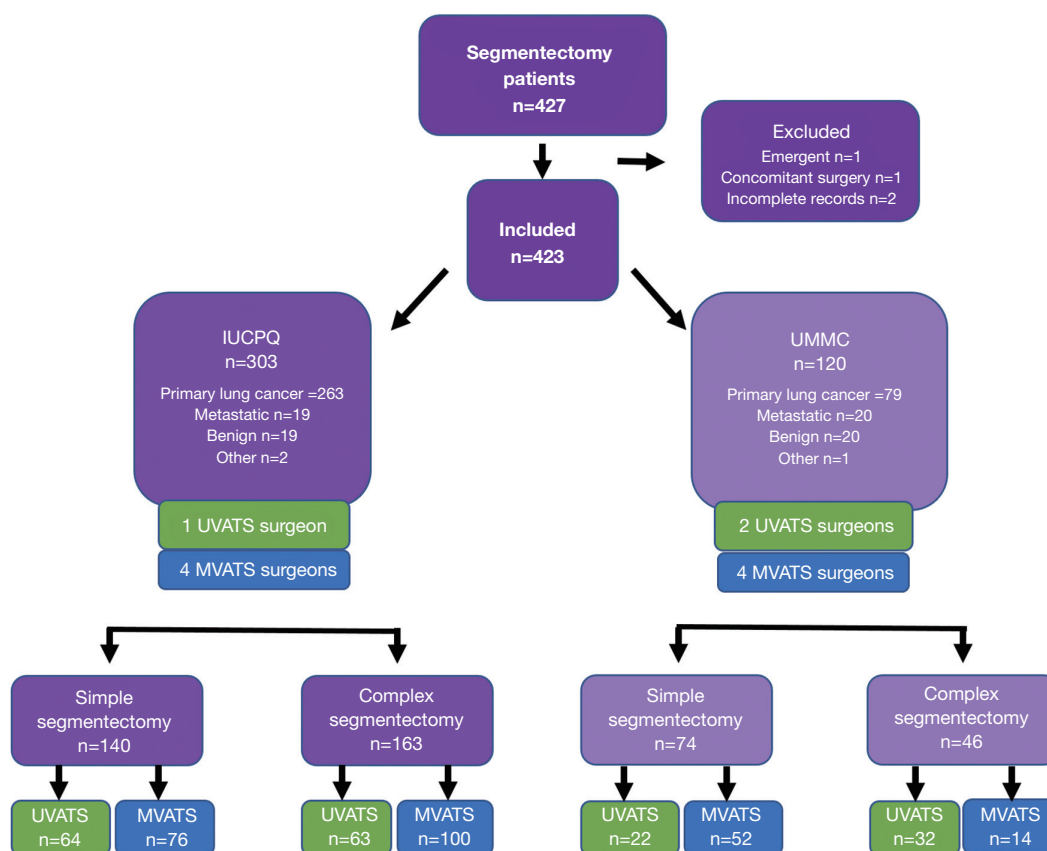 Segmentectomy
patients
n=427
Excluded
Emergent n=1
Concomitant surgery n=1
Incomplete records n=2
Included
n=423
IUCPQ
n=303
Primary lung cancer =263
Metastatic n=19
Benign n=19
Other n=2
1 UVATS surgeon
4 MVATS surgeons
UMMC
n=120
Primary lung cancer =79
Metastatic n=20
Benign n=20
Other n=1
2 UVATS surgeons
4 MVATS surgeons
Simple
segmentectomy
n=140
Complex
segmentectomy
n=163
Simple
segmentectomy
n=74
Complex
segmentectomy
n=46
UVATS
n=64
MVATS
n=76
UVATS
n=63
MVATS
n=100
UVATS
n=22
MVATS
n=52
UVATS
n=32
MVATS
n=14